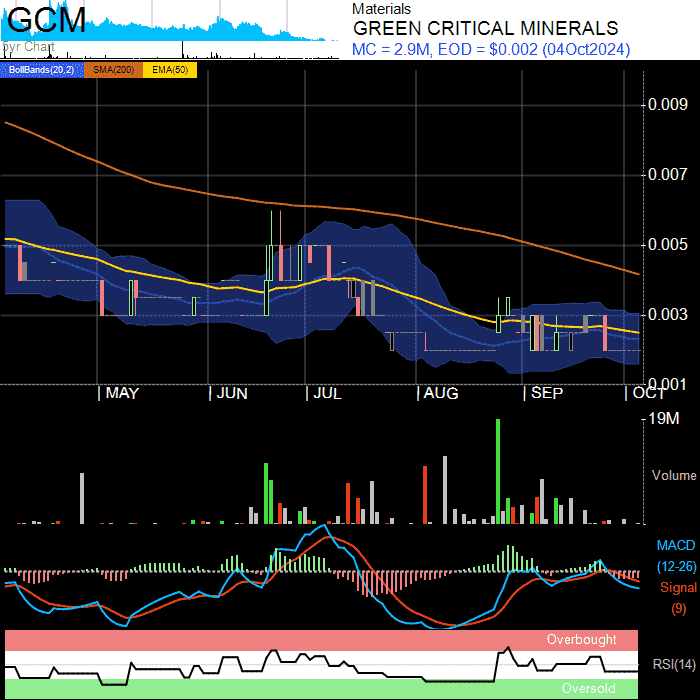 GCM
5yr Chart
Materials
GREEN CRITICAL MINERALS
MC = 2.9M, EOD = $0.002 (04Oct2024)
BollBands(20,2) SMA(200) EMA(50)
0.009
0.007
0.005
0.003
0.001
MAY JUN JUL AUG SEP OCT
19M
Volume
MACD
(12-26)
Signal
(9)
Overbought
RSI(14)
Oversold